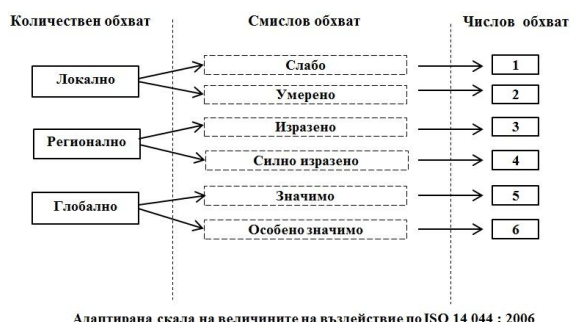 Количествен обхват Смислов обхват Числов обхват
Локално
Слабо 1
Умерено 2
Регионално
Изразено 3
Силно изразено 4
Глобално
Значимо 5
Особено значимо 6
Адаптирана скала на величините на въздействие по ISO 14 044 : 2006